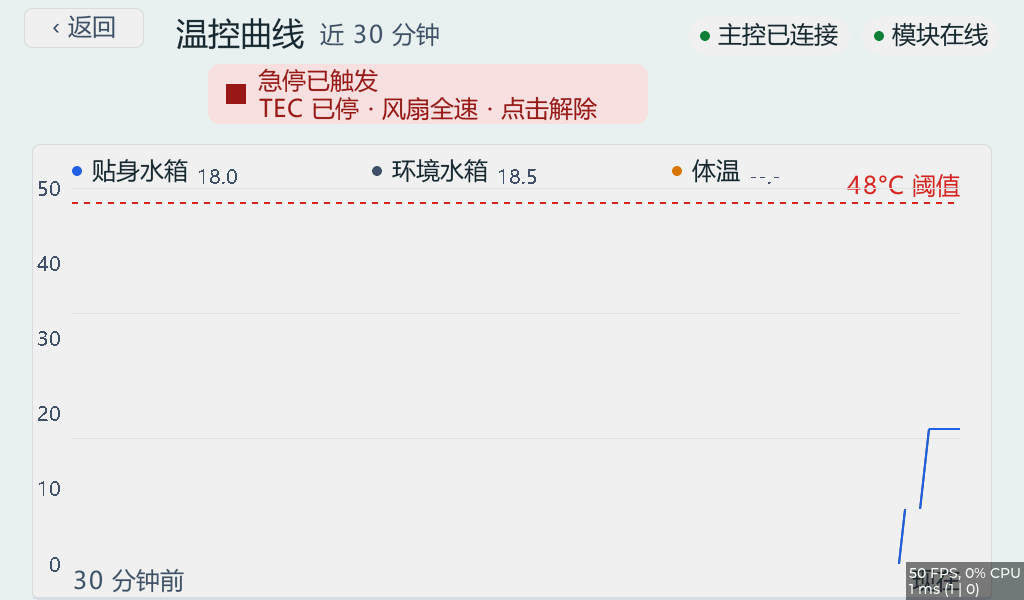 ‹ 返回
温控曲线 近 30 分钟
主控已连接
模块在线
急停已触发
TEC 已停 · 风扇全速 · 点击解除
贴身水箱 18.0
环境水箱 18.5
体温 --.-
48°C 阈值
50
40
30
20
10
0
30 分钟前
现在
50 FPS, 0% CPU
1 ms (1 | 0)